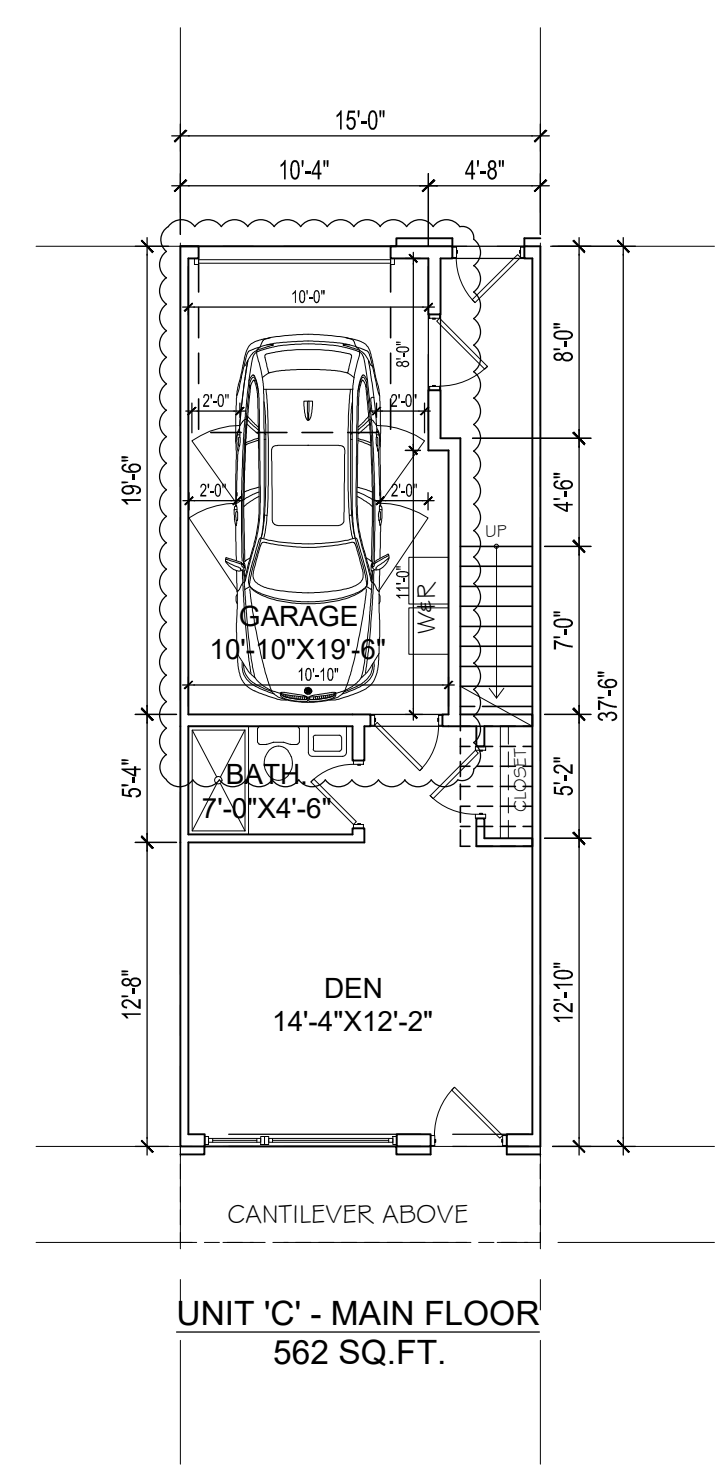 15'-0"
10'-4"
4'-8"
10'-0"
8'-0"
8'-0"
2'-0"
2'-0"
19'-6"
2'-0"
2'-0"
4'-6"
UP
11'-0"
W&R
GARAGE
10'-10"X19'-6"
10'-10"
7'-0"
37'-6"
5'-4"
BATH.
7'-0"X4'-6"
CLOSET
5'-2"
12'-8"
DEN
14'-4"X12'-2"
12'-10"
CANTILEVER ABOVE
UNIT 'C' - MAIN FLOOR
562 SQ.FT.